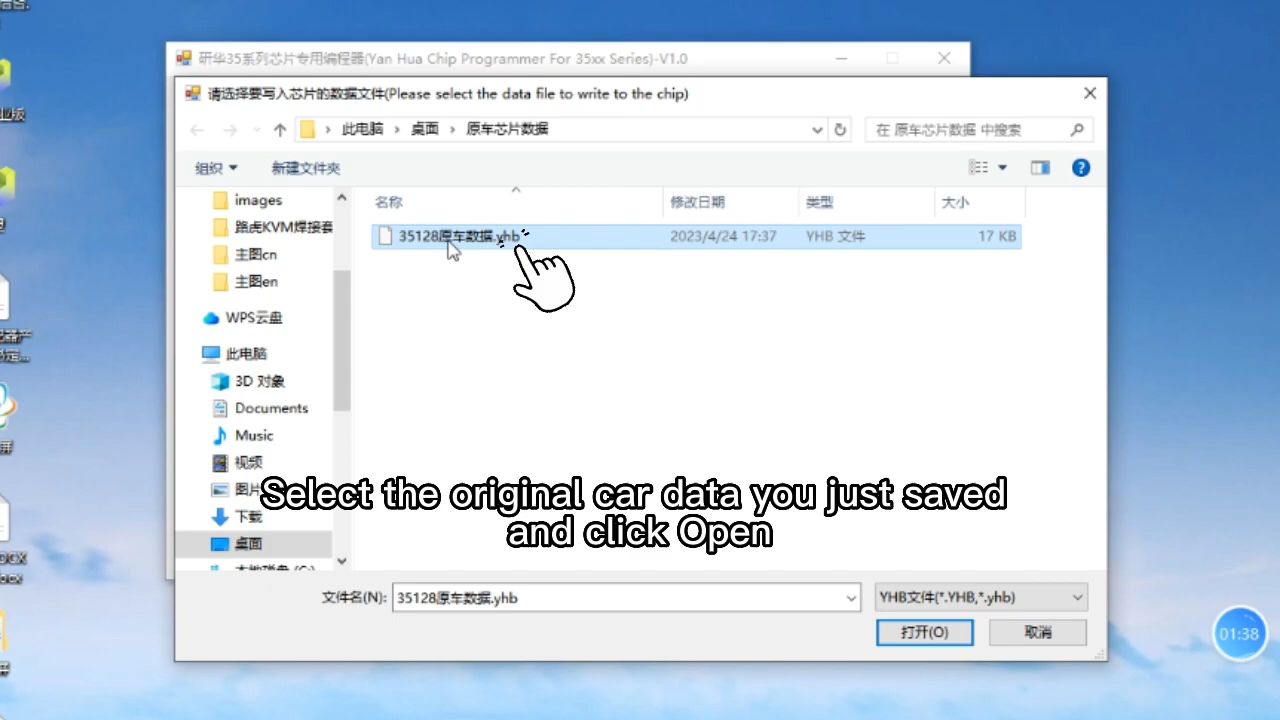 研华35系列芯片专用编程器(Yan Hua Chip Programmer For 35xx Series)-V1.0
请选择要写入芯片的数据文件(Please select the data file to write to the chip)
此电脑 › 桌面 › 原车芯片数据
在 原车芯片数据 中搜索
组织
新建文件夹
images
路虎KVM焊接套
主图cn
主图en
WPS云盘
此电脑
3D 对象
Documents
Music
视频
图片
下载
桌面
名称
修改日期
类型
大小
35128原车数据.yhb
2023/4/24 17:37
YHB 文件
17 KB
Select the original car data you just saved
and click Open
文件名(N):
35128原车数据.yhb
YHB文件(*.YHB,*.yhb)
打开(O)
取消
01:38